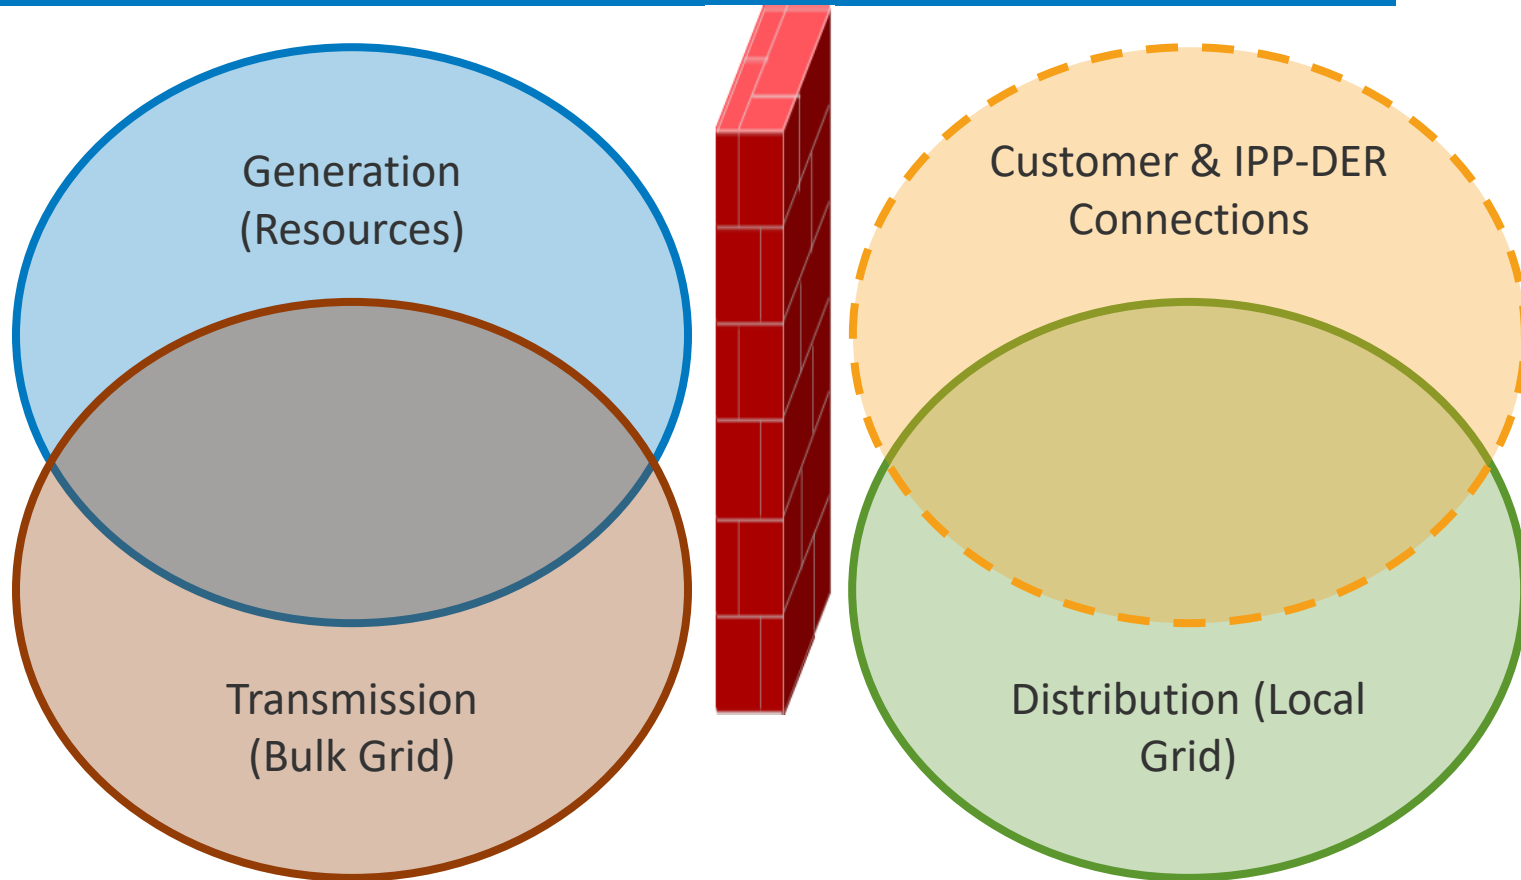 Generation
(Resources)
Customer & IPP-DER
Connections
Transmission
(Bulk Grid)
Distribution (Local
Grid)